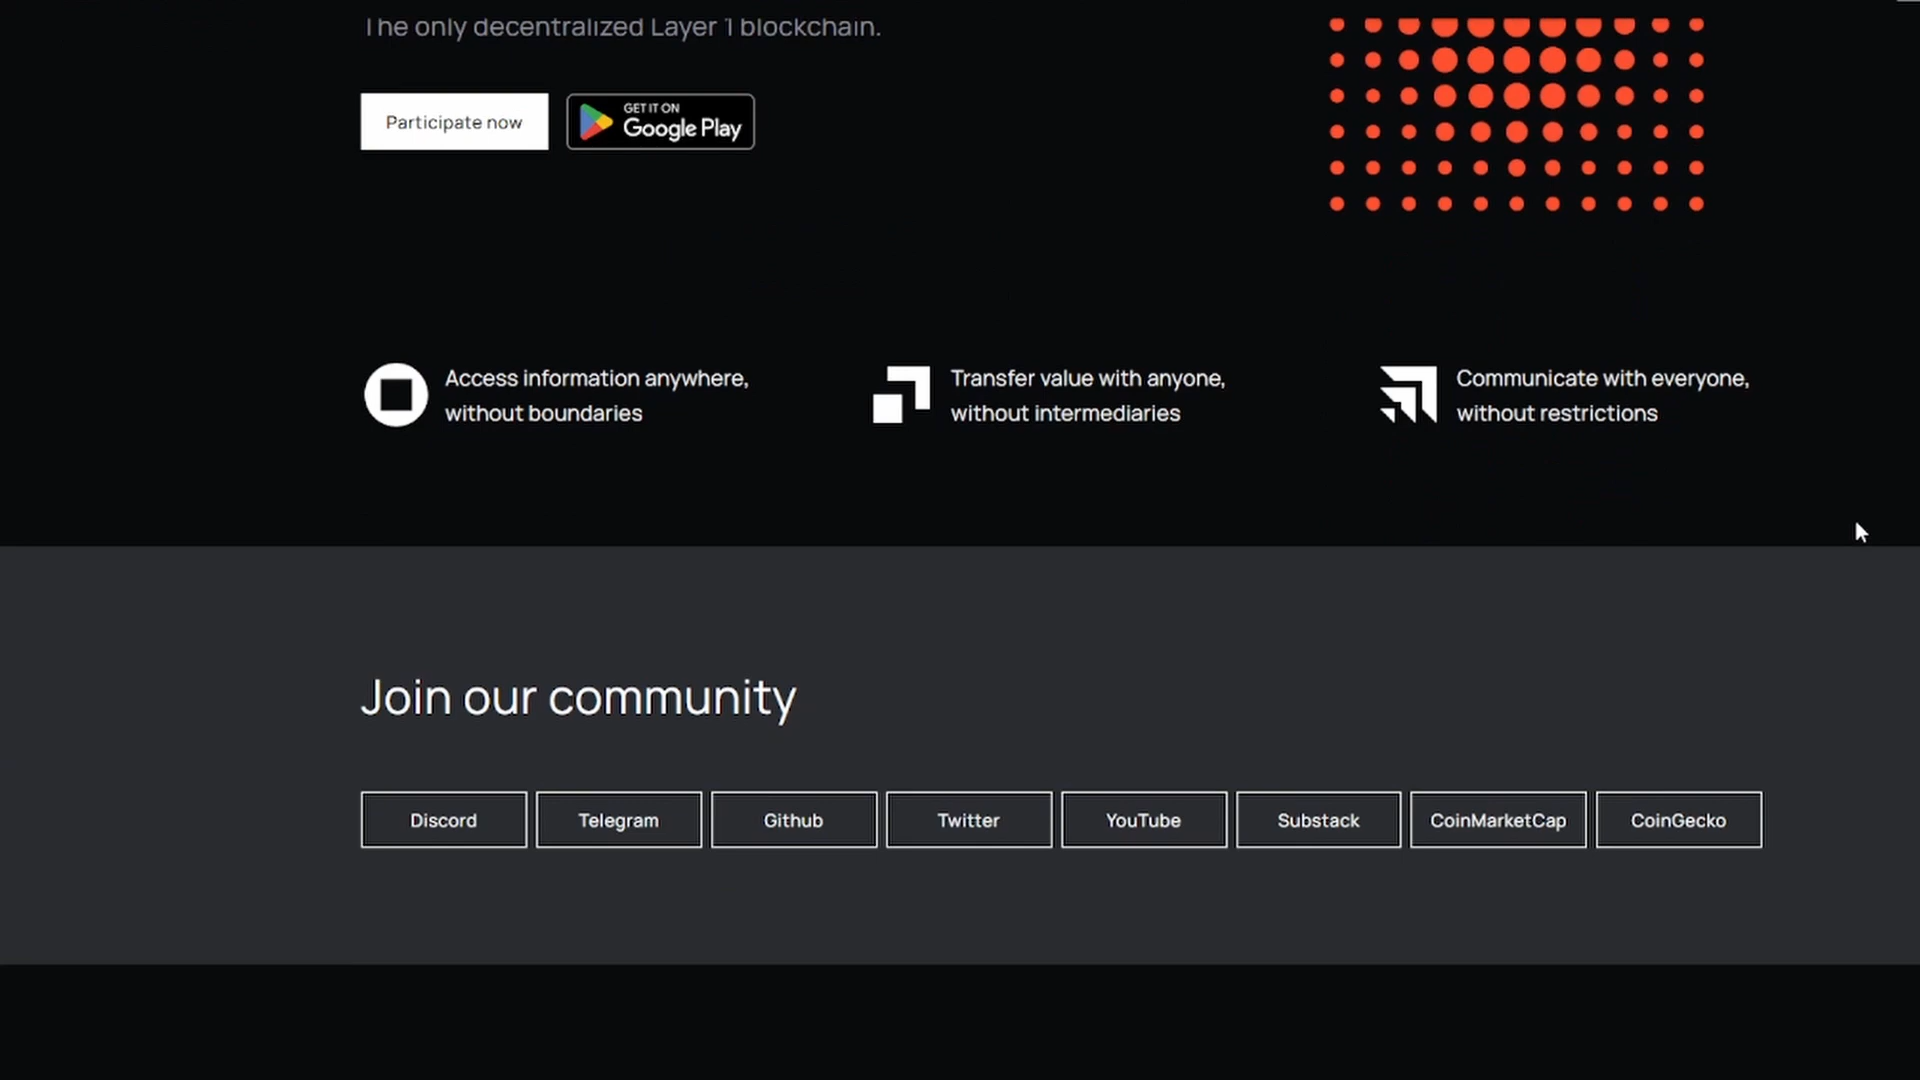 The only decentralized Layer 1 blockchain.
Participate now
GET IT ON
Google Play
Access information anywhere,
without boundaries
Transfer value with anyone,
without intermediaries
Communicate with everyone,
without restrictions
Join our community
Discord
Telegram
Github
Twitter
YouTube
Substack
CoinMarketCap
CoinGecko